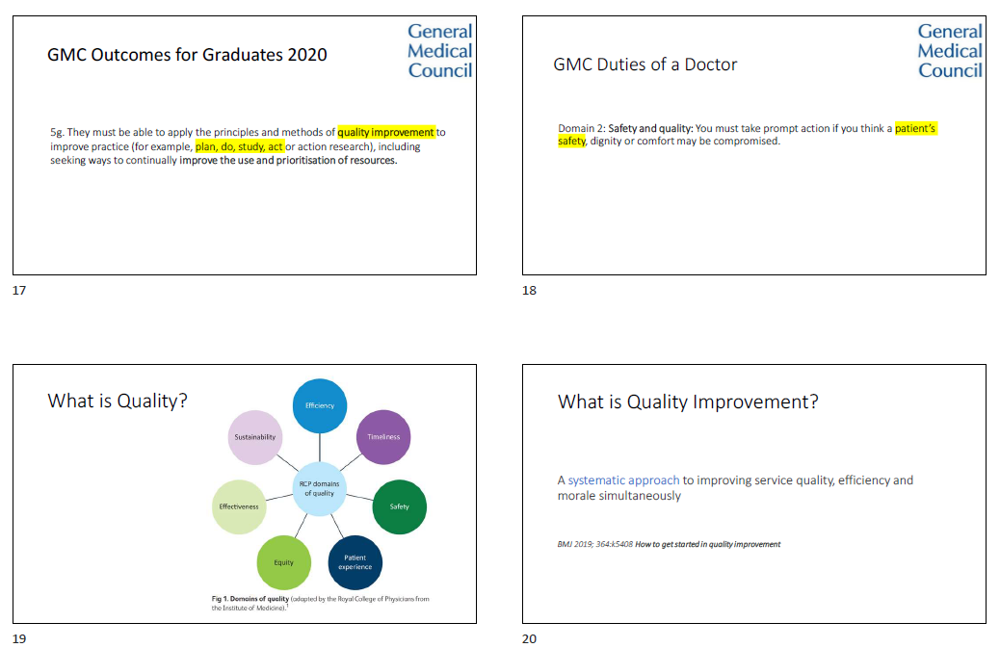 GMC Outcomes for Graduates 2020
General
Medical
Council
5g. They must be able to apply the principles and methods of quality improvement to
improve practice (for example, plan, do, study, act or action research), including
seeking ways to continually improve the use and prioritisation of resources.
17
GMC Duties of a Doctor
General
Medical
Council
Domain 2: Safety and quality: You must take prompt action if you think a patient's
safety, dignity or comfort may be compromised.
18
What is Quality?
Efficiency
Sustainability
Timeliness
RCP domains
of quality
Effectiveness
Safety
Equity
Patient
experience
Fig 1. Domains of quality (adapted by the Royal College of Physicians from
the Institute of Medicine).1
19
What is Quality Improvement?
A systematic approach to improving service quality, efficiency and
morale simultaneously
BMJ 2019; 364:k5408 How to get started in quality improvement
20